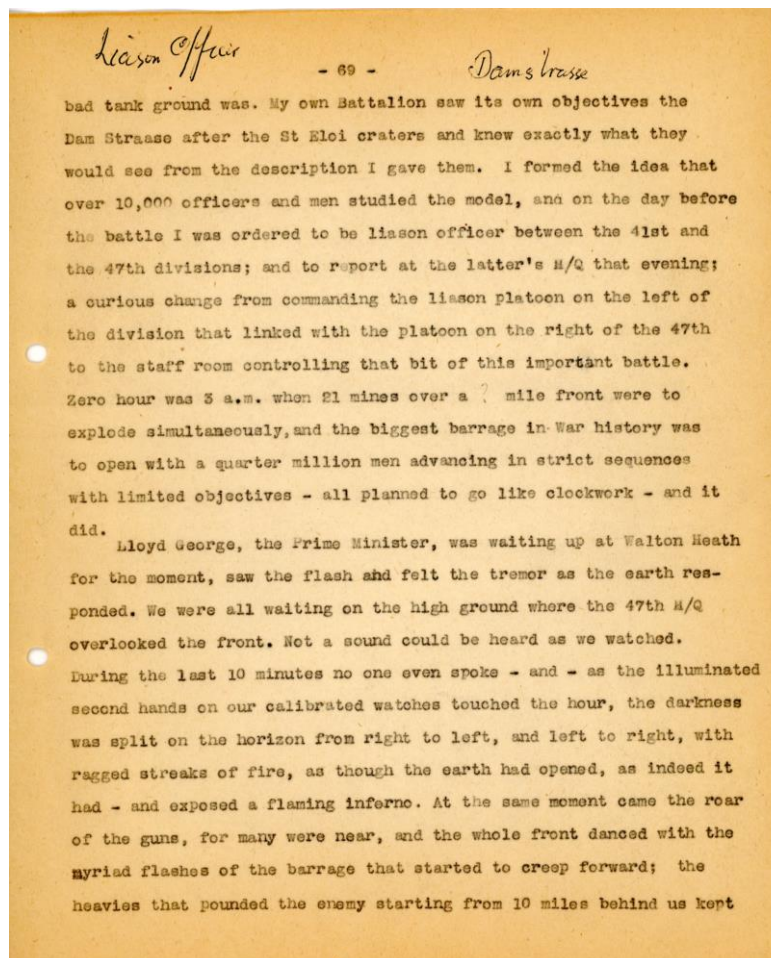 Liason Officer
- 69 -
Damstrasse
bad tank ground was. My own Battalion saw its own objectives the
Dam Straase after the St Eloi craters and knew exactly what they
would see from the description I gave them. I formed the idea that
over 10,000 officers and men studied the model, and on the day before
the battle I was ordered to be liason officer between the 41st and
the 47th divisions; and to report at the latter's H/Q that evening;
a curious change from commanding the liason platoon on the left of
the division that linked with the platoon on the right of the 47th
to the staff room controlling that bit of this important battle.
Zero hour was 3 a.m. when 21 mines over a ? mile front were to
explode simultaneously,and the biggest barrage in War history was
to open with a quarter million men advancing in strict sequences
with limited objectives - all planned to go like clockwork - and it
did.
Lloyd George, the Prime Minister, was waiting up at Walton Heath
for the moment, saw the flash and felt the tremor as the earth res-
ponded. We were all waiting on the high ground where the 47th H/Q
overlooked the front. Not a sound could be heard as we watched.
During the last 10 minutes no one even spoke - and - as the illuminated
second hands on our calibrated watches touched the hour, the darkness
was split on the horizon from right to left, and left to right, with
ragged streaks of fire, as though the earth had opened, as indeed it
had - and exposed a flaming inferno. At the same moment came the roar
of the guns, for many were near, and the whole front danced with the
myriad flashes of the barrage that started to creep forward; the
heavies that pounded the enemy starting from 10 miles behind us kept